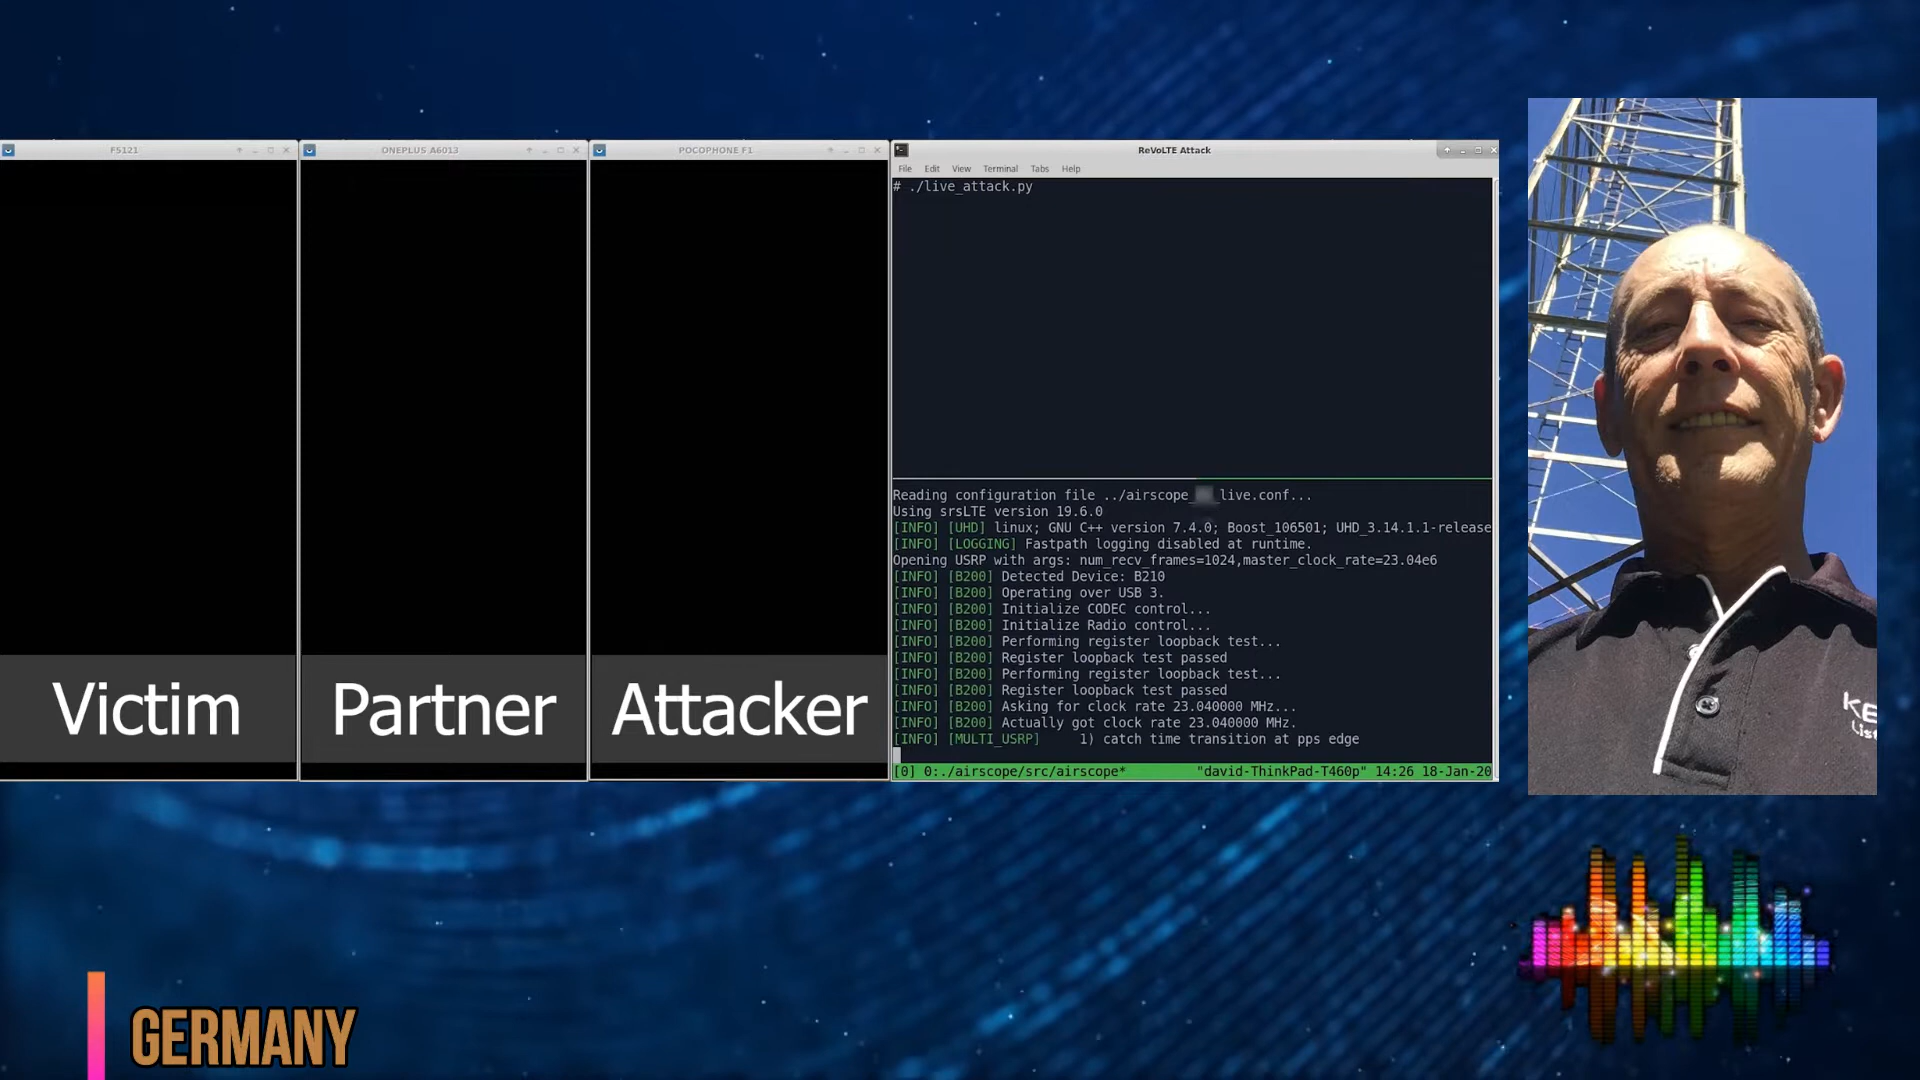 F5121
ONEPLUS A6013
POCOPHONE F1
ReVoLTE Attack
File Edit View Terminal Tabs Help
# ./live_attack.py
Reading configuration file ../airscope_ _live.conf...
Using srsLTE version 19.6.0
[INFO] [UHD] linux; GNU C++ version 7.4.0; Boost_106501; UHD_3.14.1.1-release
[INFO] [LOGGING] Fastpath logging disabled at runtime.
Opening USRP with args: num_recv_frames=1024,master_clock_rate=23.04e6
[INFO] [B200] Detected Device: B210
[INFO] [B200] Operating over USB 3.
[INFO] [B200] Initialize CODEC control...
[INFO] [B200] Initialize Radio control...
[INFO] [B200] Performing register loopback test...
[INFO] [B200] Register loopback test passed
[INFO] [B200] Performing register loopback test...
[INFO] [B200] Register loopback test passed
[INFO] [B200] Asking for clock rate 23.040000 MHz...
[INFO] [B200] Actually got clock rate 23.040000 MHz.
[INFO] [MULTI_USRP] 1) catch time transition at pps edge
[0] 0:./airscope/src/airscope* "david-ThinkPad-T460p" 14:26 18-Jan-20
Victim
Partner
Attacker
GERMANY